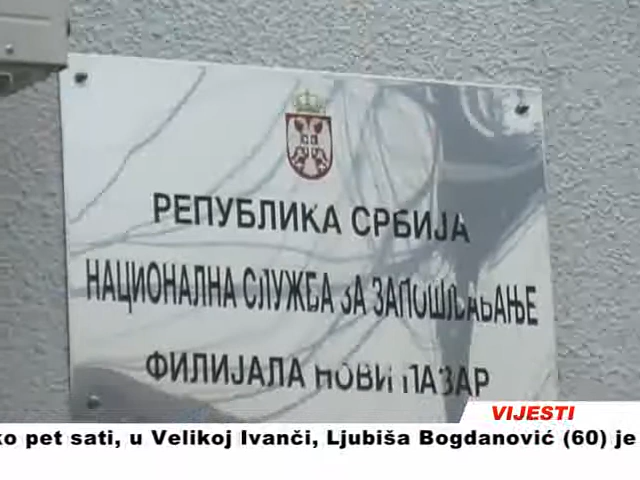 РЕПУБЛИКА СРБИЈА
НАЦИОНАЛНА СЛУЖБА ЗА ЗАПОШЉАВАЊЕ
ФИЛИЈАЛА НОВИ ПАЗАР
VIJESTI
ko pet sati, u Velikoj Ivanči, Ljubiša Bogdanović (60) je